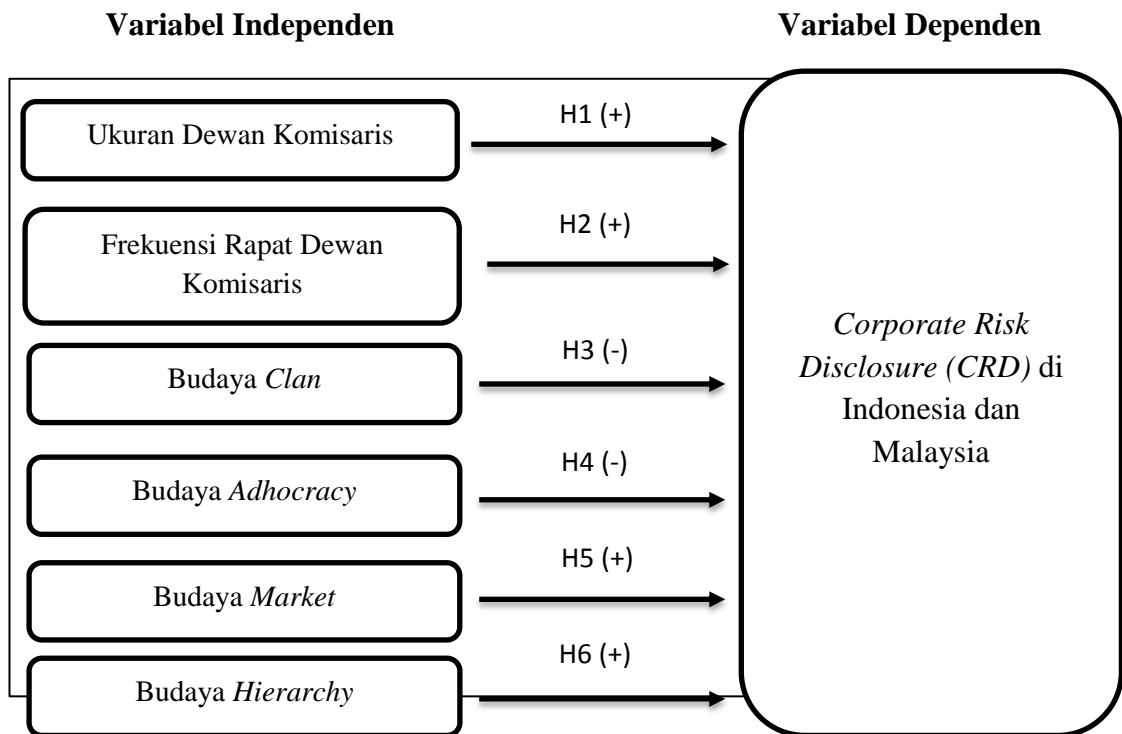 Variabel Independen
Variabel Dependen
Ukuran Dewan Komisaris
H1 (+)
Frekuensi Rapat Dewan
Komisaris
H2 (+)
Budaya Clan
H3 (-)
Budaya Adhocracy
H4 (-)
Budaya Market
H5 (+)
Budaya Hierarchy
H6 (+)
Corporate Risk
Disclosure (CRD) di
Indonesia dan
Malaysia